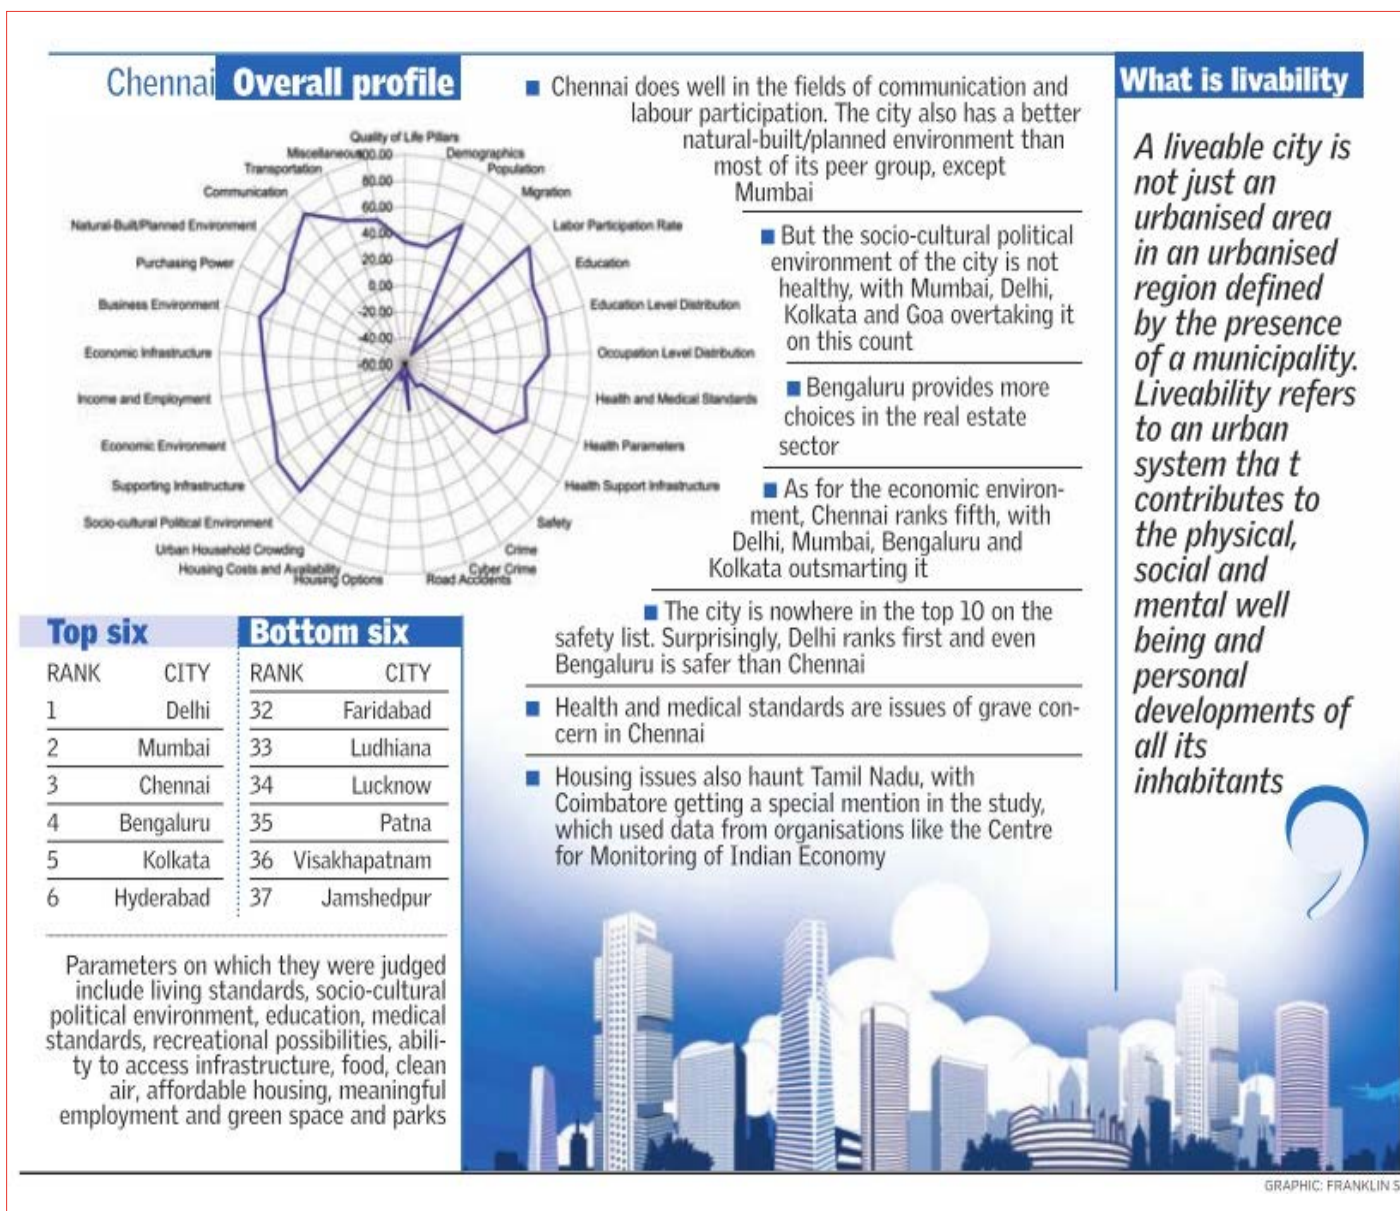 Chennai Overall profile
Quality of Life Pillars
Demographics
Population
Migration
Labor Participation Rate
Education
Education Level Distribution
Occupation Level Distribution
Health and Medical Standards
Health Parameters
Health Support Infrastructure
Safety
Crime
Cyber Crime
Road Accidents
Housing Options
Housing Costs and Availability
Urban Household Crowding
Socio-cultural Political Environment
Supporting Infrastructure
Economic Environment
Income and Employment
Economic Infrastructure
Business Environment
Purchasing Power
Natural-Built/Planned Environment
Communication
Transportation
Miscellaneous
100.00
80.00
60.00
40.00
20.00
0.00
-20.00
-40.00
-60.00
Top six
RANK CITY
1 Delhi
2 Mumbai
3 Chennai
4 Bengaluru
5 Kolkata
6 Hyderabad
Bottom six
RANK CITY
32 Faridabad
33 Ludhiana
34 Lucknow
35 Patna
36 Visakhapatnam
37 Jamshedpur
Parameters on which they were judged
include living standards, socio-cultural
political environment, education, medical
standards, recreational possibilities, abili-
ty to access infrastructure, food, clean
air, affordable housing, meaningful
employment and green space and parks
Chennai does well in the fields of communication and
labour participation. The city also has a better
natural-built/planned environment than
most of its peer group, except
Mumbai
But the socio-cultural political
environment of the city is not
healthy, with Mumbai, Delhi,
Kolkata and Goa overtaking it
on this count
Bengaluru provides more
choices in the real estate
sector
As for the economic environ-
ment, Chennai ranks fifth, with
Delhi, Mumbai, Bengaluru and
Kolkata outsmarting it
The city is nowhere in the top 10 on the
safety list. Surprisingly, Delhi ranks first and even
Bengaluru is safer than Chennai
Health and medical standards are issues of grave con-
cern in Chennai
Housing issues also haunt Tamil Nadu, with
Coimbatore getting a special mention in the study,
which used data from organisations like the Centre
for Monitoring of Indian Economy
What is livability
A liveable city is
not just an
urbanised area
in an urbanised
region defined
by the presence
of a municipality.
Liveability refers
to an urban
system tha t
contributes to
the physical,
social and
mental well
being and
personal
developments of
all its
inhabitants
GRAPHIC: FRANKLIN S